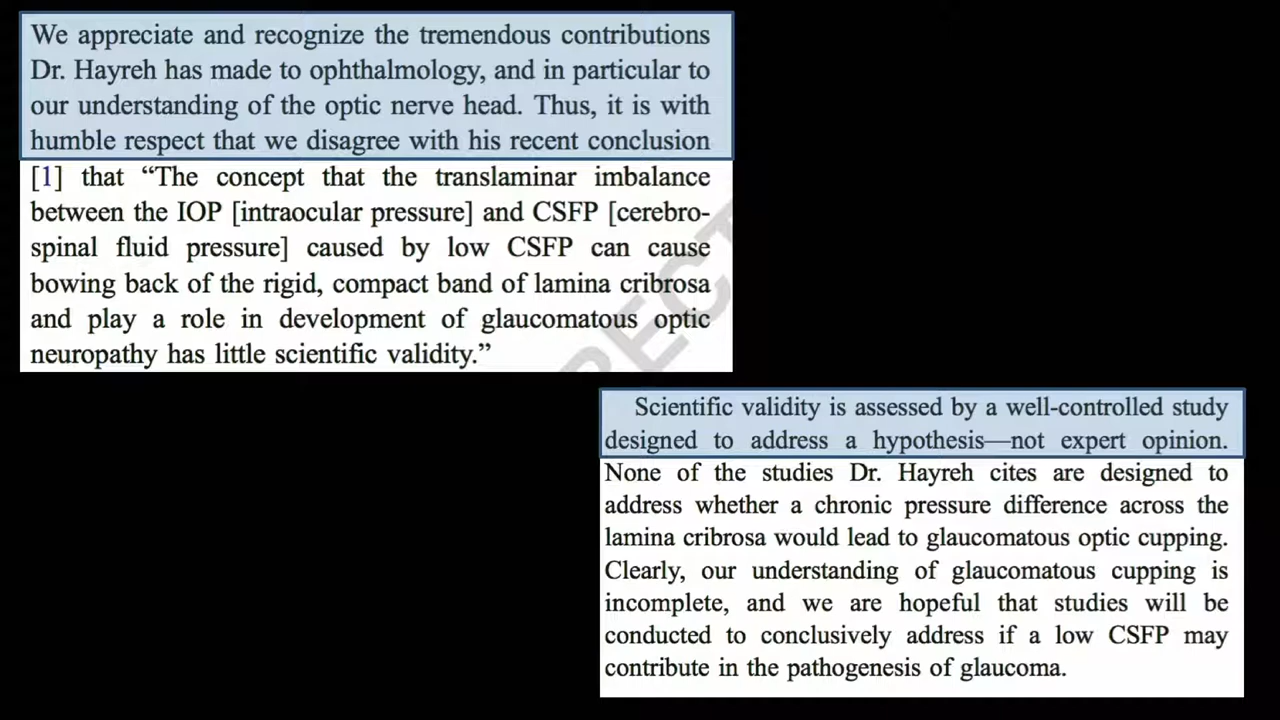 We appreciate and recognize the tremendous contributions
Dr. Hayreh has made to ophthalmology, and in particular to
our understanding of the optic nerve head. Thus, it is with
humble respect that we disagree with his recent conclusion
[1] that “The concept that the translaminar imbalance
between the IOP [intraocular pressure] and CSFP [cerebro-
spinal fluid pressure] caused by low CSFP can cause
bowing back of the rigid, compact band of lamina cribrosa
and play a role in development of glaucomatous optic
neuropathy has little scientific validity.”
RECT
Scientific validity is assessed by a well-controlled study
designed to address a hypothesis—not expert opinion.
None of the studies Dr. Hayreh cites are designed to
address whether a chronic pressure difference across the
lamina cribrosa would lead to glaucomatous optic cupping.
Clearly, our understanding of glaucomatous cupping is
incomplete, and we are hopeful that studies will be
conducted to conclusively address if a low CSFP may
contribute in the pathogenesis of glaucoma.